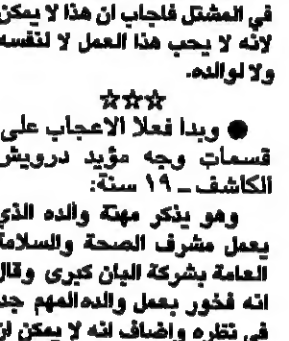 في المشتل فاجاب ان هذا لا يمكن
لانه لا يحب هذا العمل لا لنفسه
ولا لوالده.
☆☆☆
● وبدا فعلا الاعجاب على
قسمات وجه مؤيد درويش
الكاشف ــ ١٩ سنة:
وهو يذكر مهنة والده الذي
يعمل مشرف الصحة والسلامة
العامة بشركة البان كبرى وقال
انه فخور بعمل والده المهم جد
في نظره واضاف انه لا يمكن ان